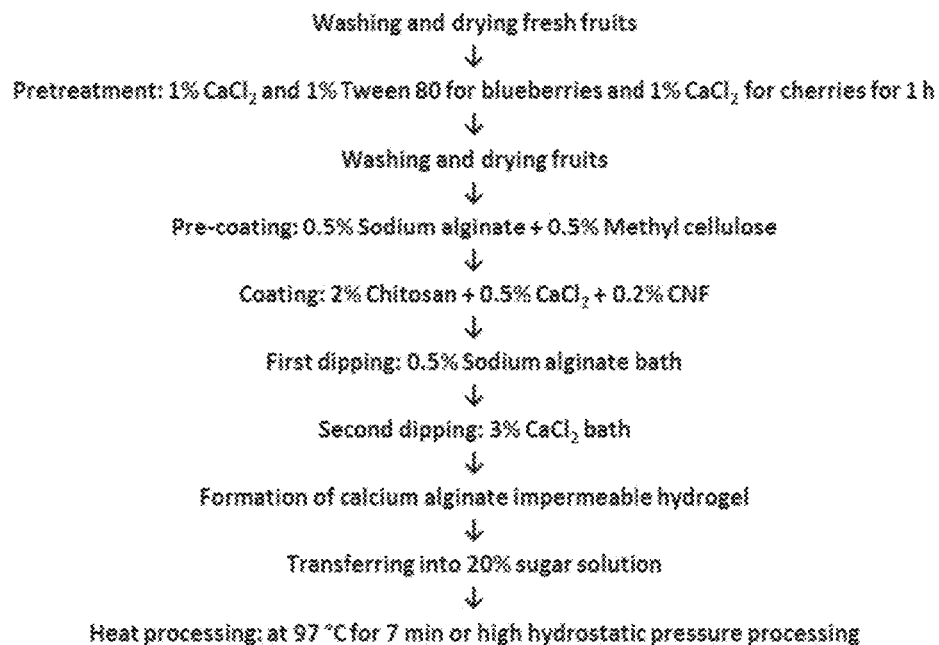 Washing and drying fresh fruits
↓
Pretreatment: 1% CaCl₂ and 1% Tween 80 for blueberries and 1% CaCl₂ for cherries for 1 h
↓
Washing and drying fruits
↓
Pre-coating: 0.5% Sodium alginate + 0.5% Methyl cellulose
↓
Coating: 2% Chitosan + 0.5% CaCl₂ + 0.2% CNF
↓
First dipping: 0.5% Sodium alginate bath
↓
Second dipping: 3% CaCl₂ bath
↓
Formation of calcium alginate impermeable hydrogel
↓
Transferring into 20% sugar solution
↓
Heat processing: at 97 °C for 7 min or high hydrostatic pressure processing